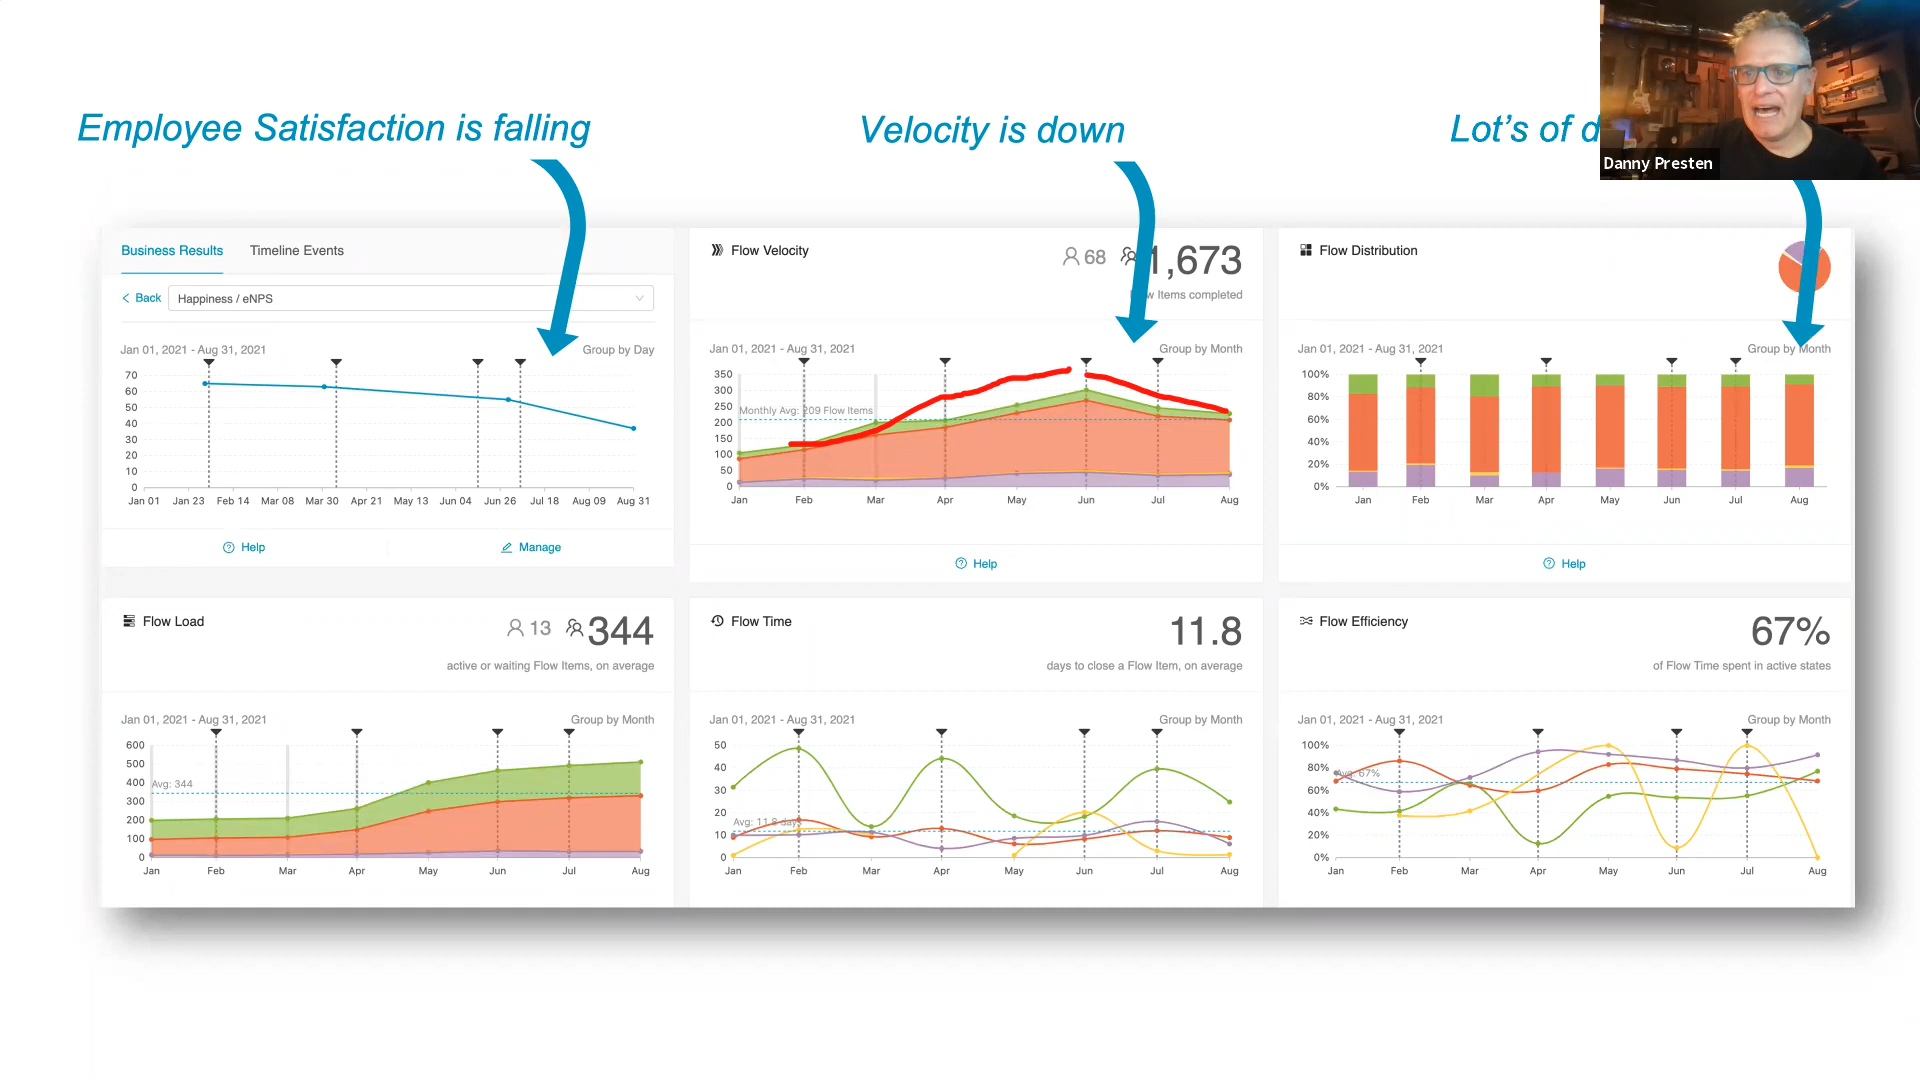 Employee Satisfaction is falling
Velocity is down
Lot's of
Danny Presten
Business Results
Timeline Events
Back
Happiness / eNPS
Jan 01, 2021 - Aug 31, 2021
Group by Day
70
60
50
40
30
20
10
0
Jan 01
Jan 23
Feb 14
Mar 08
Mar 30
Apr 21
May 13
Jun 04
Jun 26
Jul 18
Aug 09
Aug 31
Help
Manage
Flow Velocity
68
1,673
Items completed
Jan 01, 2021 - Aug 31, 2021
Group by Month
350
300
250
200
150
100
50
0
Monthly Avg: 209 Flow Items
Jan
Feb
Mar
Apr
May
Jun
Jul
Aug
Help
Flow Distribution
Jan 01, 2021 - Aug 31, 2021
Group by Month
100%
80%
60%
40%
20%
0%
Jan
Feb
Mar
Apr
May
Jun
Jul
Aug
Help
Flow Load
13
344
active or waiting Flow Items, on average
Jan 01, 2021 - Aug 31, 2021
Group by Month
600
500
400
300
200
100
0
Avg: 344
Jan
Feb
Mar
Apr
May
Jun
Jul
Aug
Flow Time
11.8
days to close a Flow Item, on average
Jan 01, 2021 - Aug 31, 2021
Group by Month
50
40
30
20
10
0
Avg: 11.8 days
Jan
Feb
Mar
Apr
May
Jun
Jul
Aug
Flow Efficiency
67%
of Flow Time spent in active states
Jan 01, 2021 - Aug 31, 2021
Group by Month
100%
80%
60%
40%
20%
0%
Avg: 67%
Jan
Feb
Mar
Apr
May
Jun
Jul
Aug